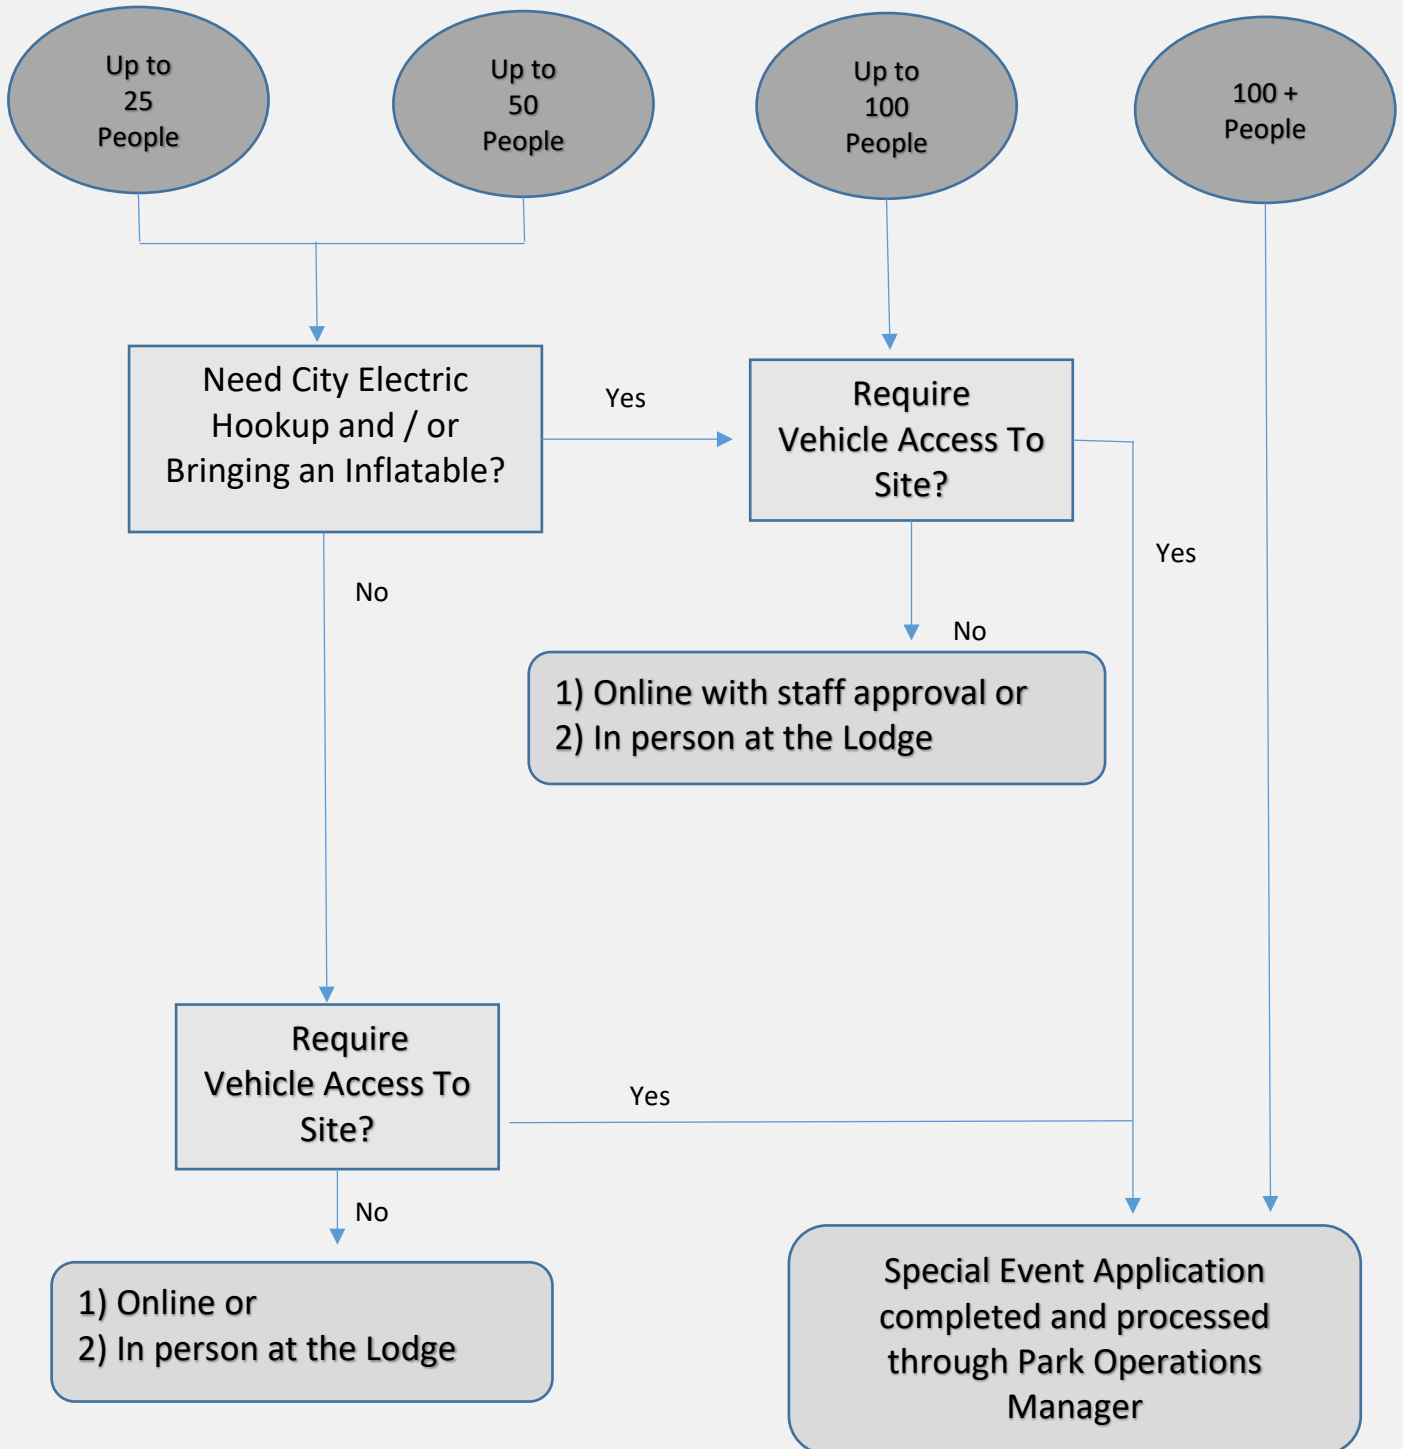 Up to
25
People
Up to
50
People
Up to
100
People
100 +
People
Need City Electric
Hookup and / or
Bringing an Inflatable?
Yes
Require
Vehicle Access To
Site?
Yes
No
No
1) Online with staff approval or
2) In person at the Lodge
Require
Vehicle Access To
Site?
Yes
No
1) Online or
2) In person at the Lodge
Special Event Application
completed and processed
through Park Operations
Manager